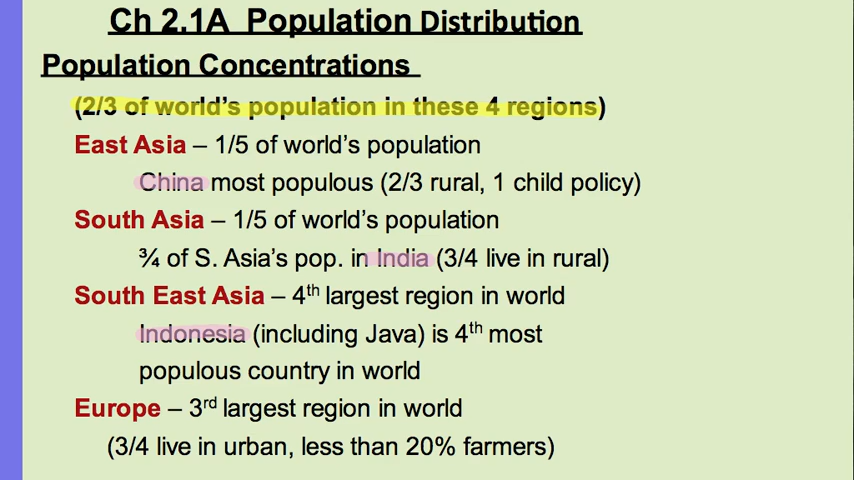 Ch 2.1A Population Distribution
Population Concentrations
(2/3 of world's population in these 4 regions)
East Asia – 1/5 of world's population
China most populous (2/3 rural, 1 child policy)
South Asia – 1/5 of world's population
¾ of S. Asia's pop. in India (3/4 live in rural)
South East Asia – 4th largest region in world
Indonesia (including Java) is 4th most
populous country in world
Europe – 3rd largest region in world
(3/4 live in urban, less than 20% farmers)